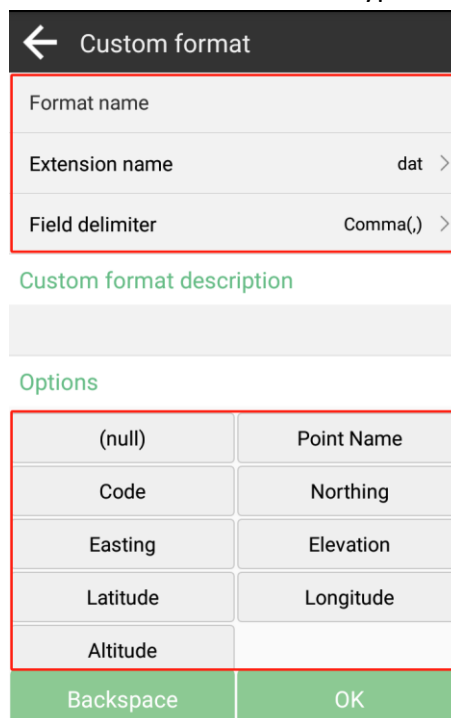 Custom format
Format name
Extension name dat >
Field delimiter Comma(,) >
Custom format description
Options
(null) Point Name
Code Northing
Easting Elevation
Latitude Longitude
Altitude
Backspace OK